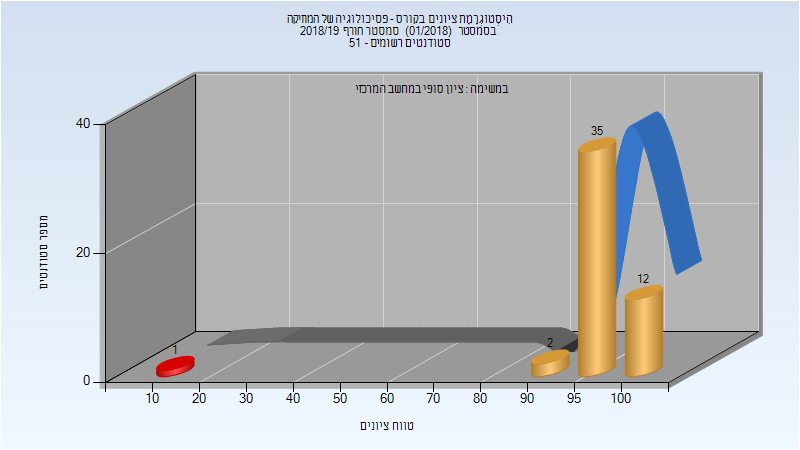 היסטוגרמת ציונים בקורס - פסיכולוגיה של המוזיקה
בסמסטר (01/2018) סמסטר חורף 2018/19
סטודנטים רשומים - 51
במשימה : ציון סופי במחשב המרכזי
מספר סטודנטים
40
20
0
1
2
35
12
10 20 30 40 50 60 70 80 90 95 100
טווח ציונים